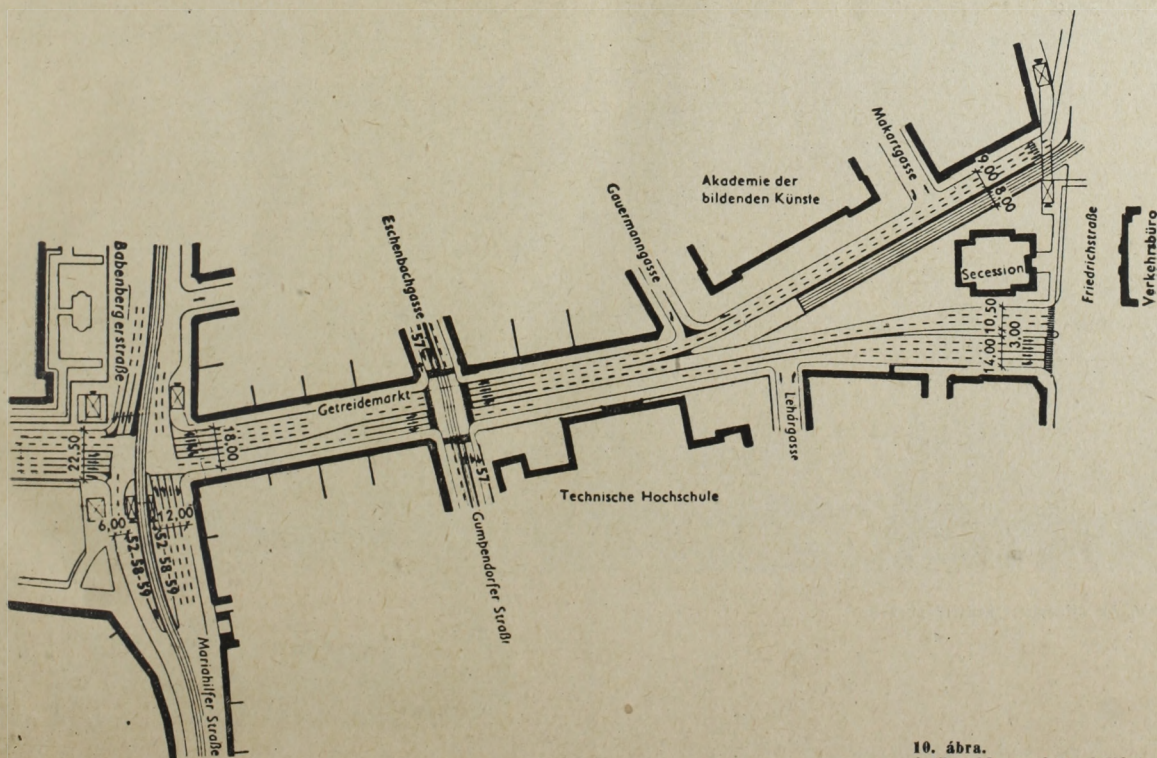 Babenbergerstraße
Eschenbachgasse
57
Gauermanngasse
Akademie der
bildenden Künste
Makartgasse
9,00
18,00
Secession
Friedrichstraße
Verkehrsbüro
10,50
3,00
14,00
Lehárgasse
Getreidemarkt
18,00
22,50
6,00
12,00
52-58-59
52-58-59
57
Technische Hochschule
Gumpendorfer Straßr
Mariahilfer Straße
10. ábra.